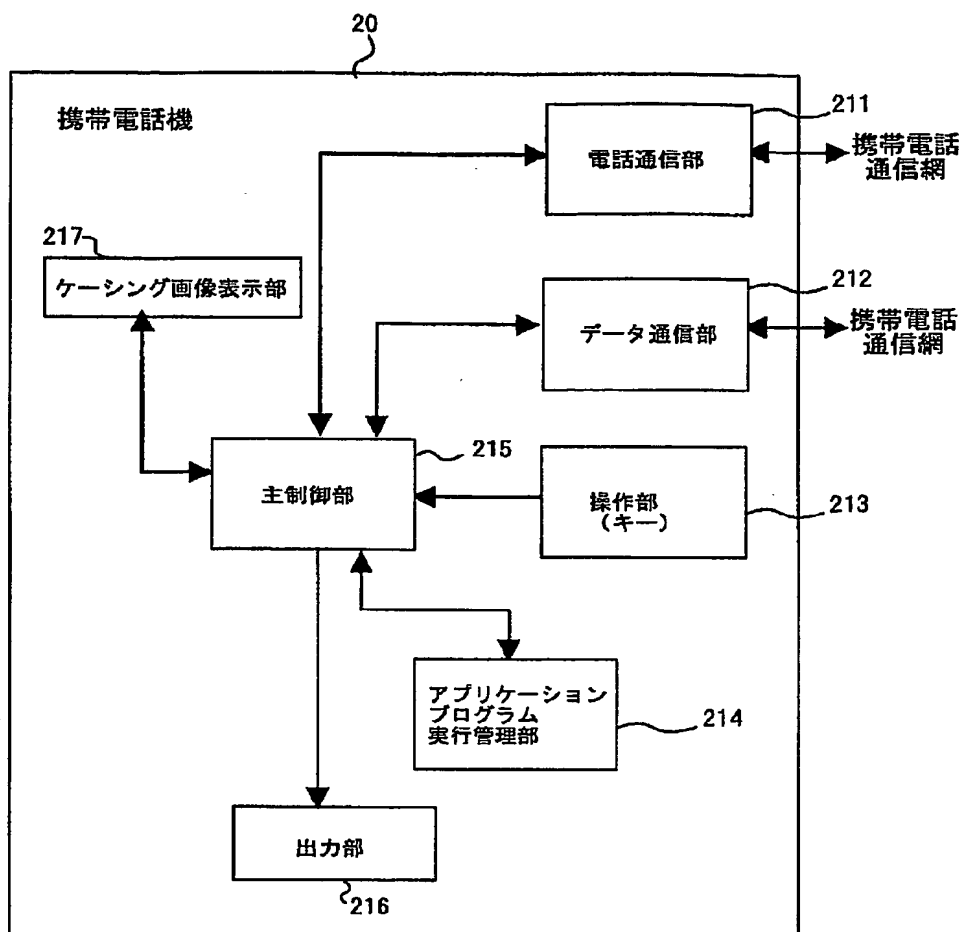 20
携帯電話機
211
電話通信部
携帯電話
通信網
217
ケーシング画像表示部
212
データ通信部
携帯電話
通信網
215
主制御部
操作部
(キー)
213
アプリケーション
プログラム
実行管理部
214
出力部
216